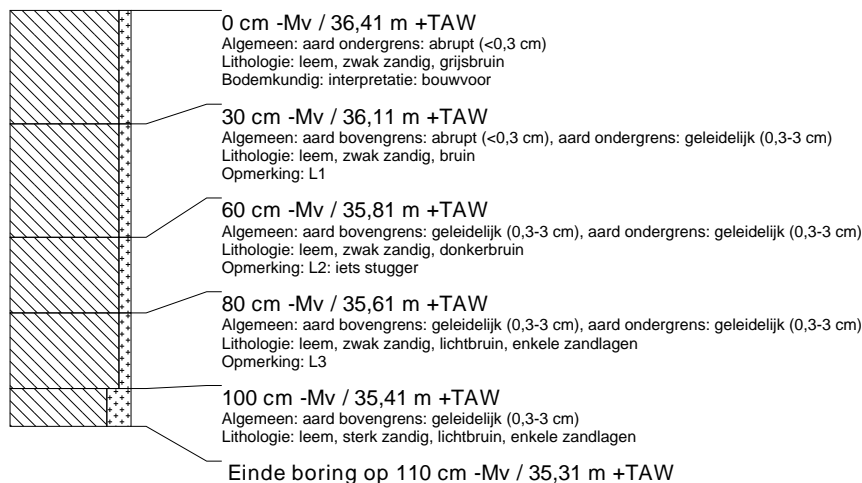 0 cm -Mv / 36,41 m +TAW
Algemeen: aard ondergrens: abrupt (<0,3 cm)
Lithologie: leem, zwak zandig, grijsbruin
Bodemkundig: interpretatie: bouwvoor
30 cm -Mv / 36,11 m +TAW
Algemeen: aard bovengrens: abrupt (<0,3 cm), aard ondergrens: geleidelijk (0,3-3 cm)
Lithologie: leem, zwak zandig, bruin
Opmerking: L1
60 cm -Mv / 35,81 m +TAW
Algemeen: aard bovengrens: geleidelijk (0,3-3 cm), aard ondergrens: geleidelijk (0,3-3 cm)
Lithologie: leem, zwak zandig, donkerbruin
Opmerking: L2: iets stugger
80 cm -Mv / 35,61 m +TAW
Algemeen: aard bovengrens: geleidelijk (0,3-3 cm), aard ondergrens: geleidelijk (0,3-3 cm)
Lithologie: leem, zwak zandig, lichtbruin, enkele zandlagen
Opmerking: L3
100 cm -Mv / 35,41 m +TAW
Algemeen: aard bovengrens: geleidelijk (0,3-3 cm)
Lithologie: leem, sterk zandig, lichtbruin, enkele zandlagen
Einde boring op 110 cm -Mv / 35,31 m +TAW